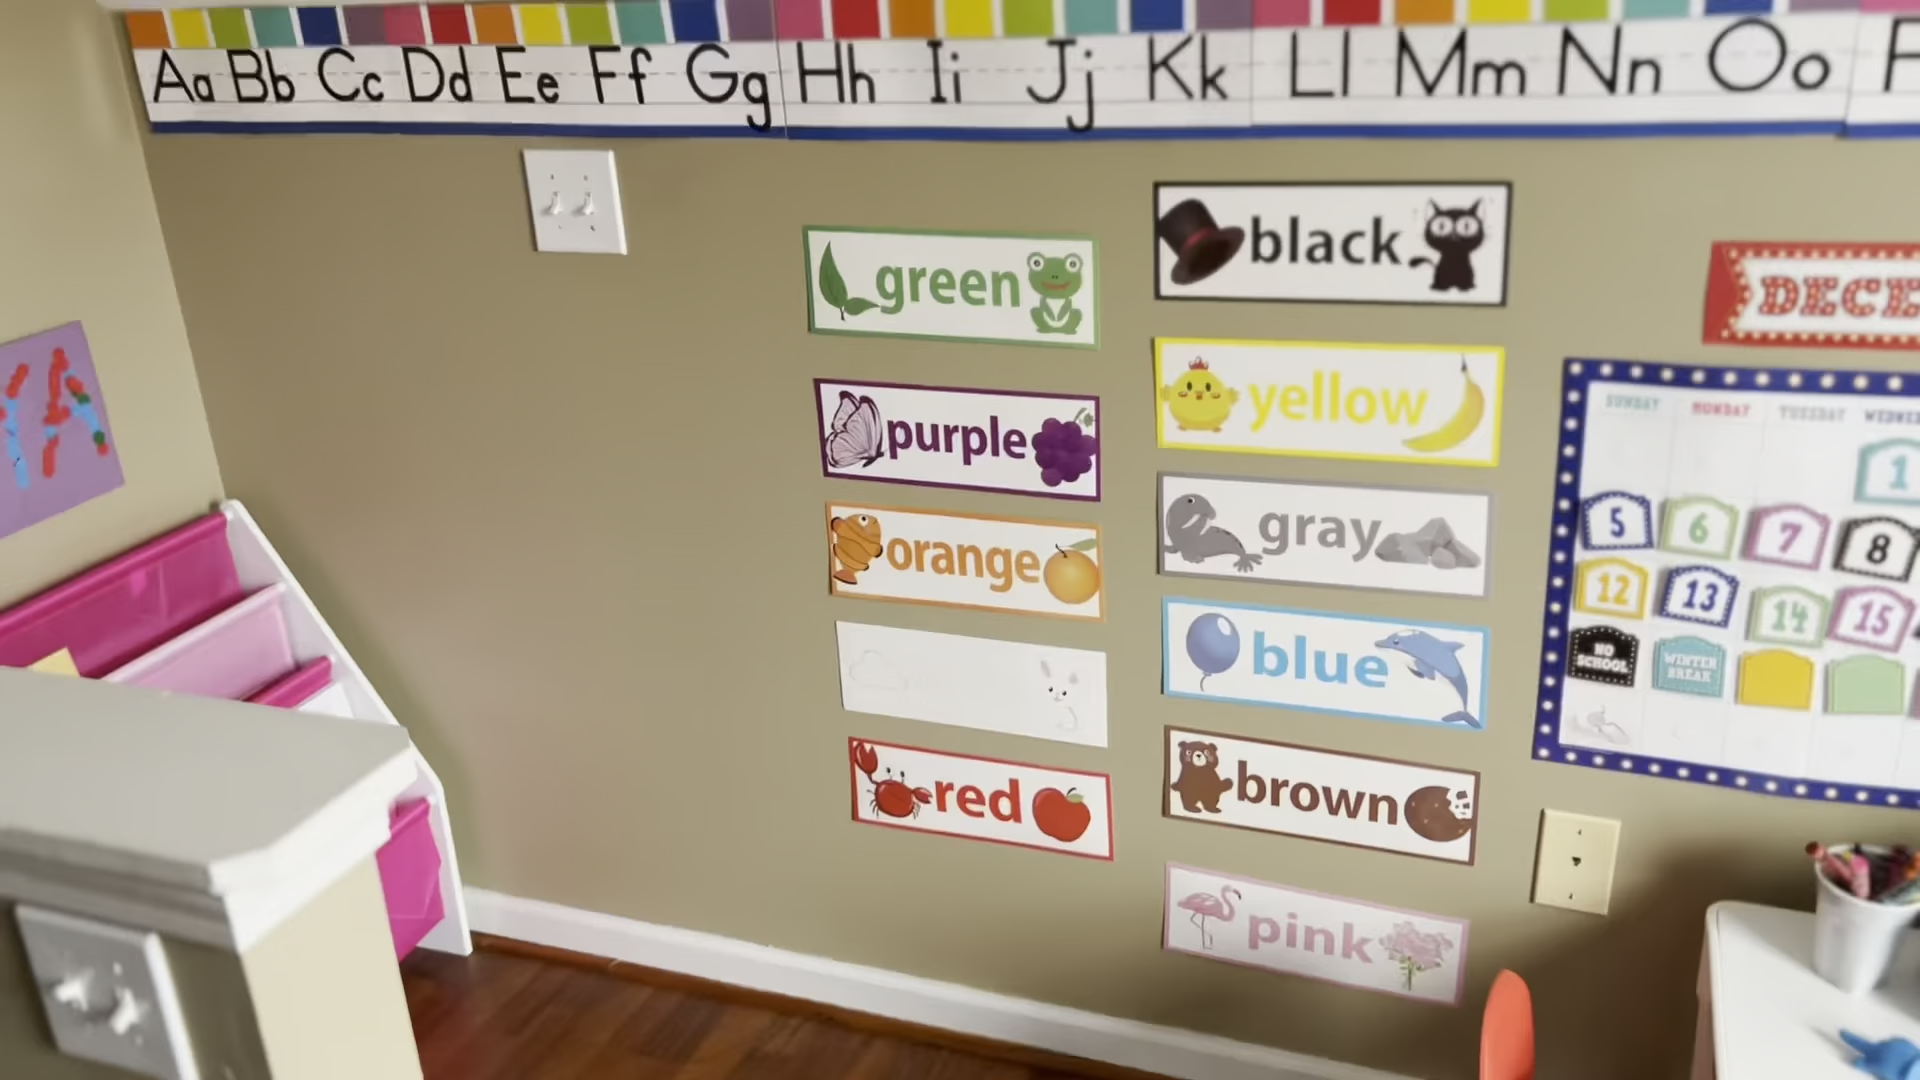 Aa Bb Cc Dd Ee Ff Gg Hh Ii Jj Kk Ll Mm Nn Oo
green
purple
orange
red
black
yellow
gray
blue
brown
pink
DECE
SUNDAY MONDAY TUESDAY WEDNE
1
5 6 7 8
12 13 14 15
NO SCHOOL
WINTER BREAK